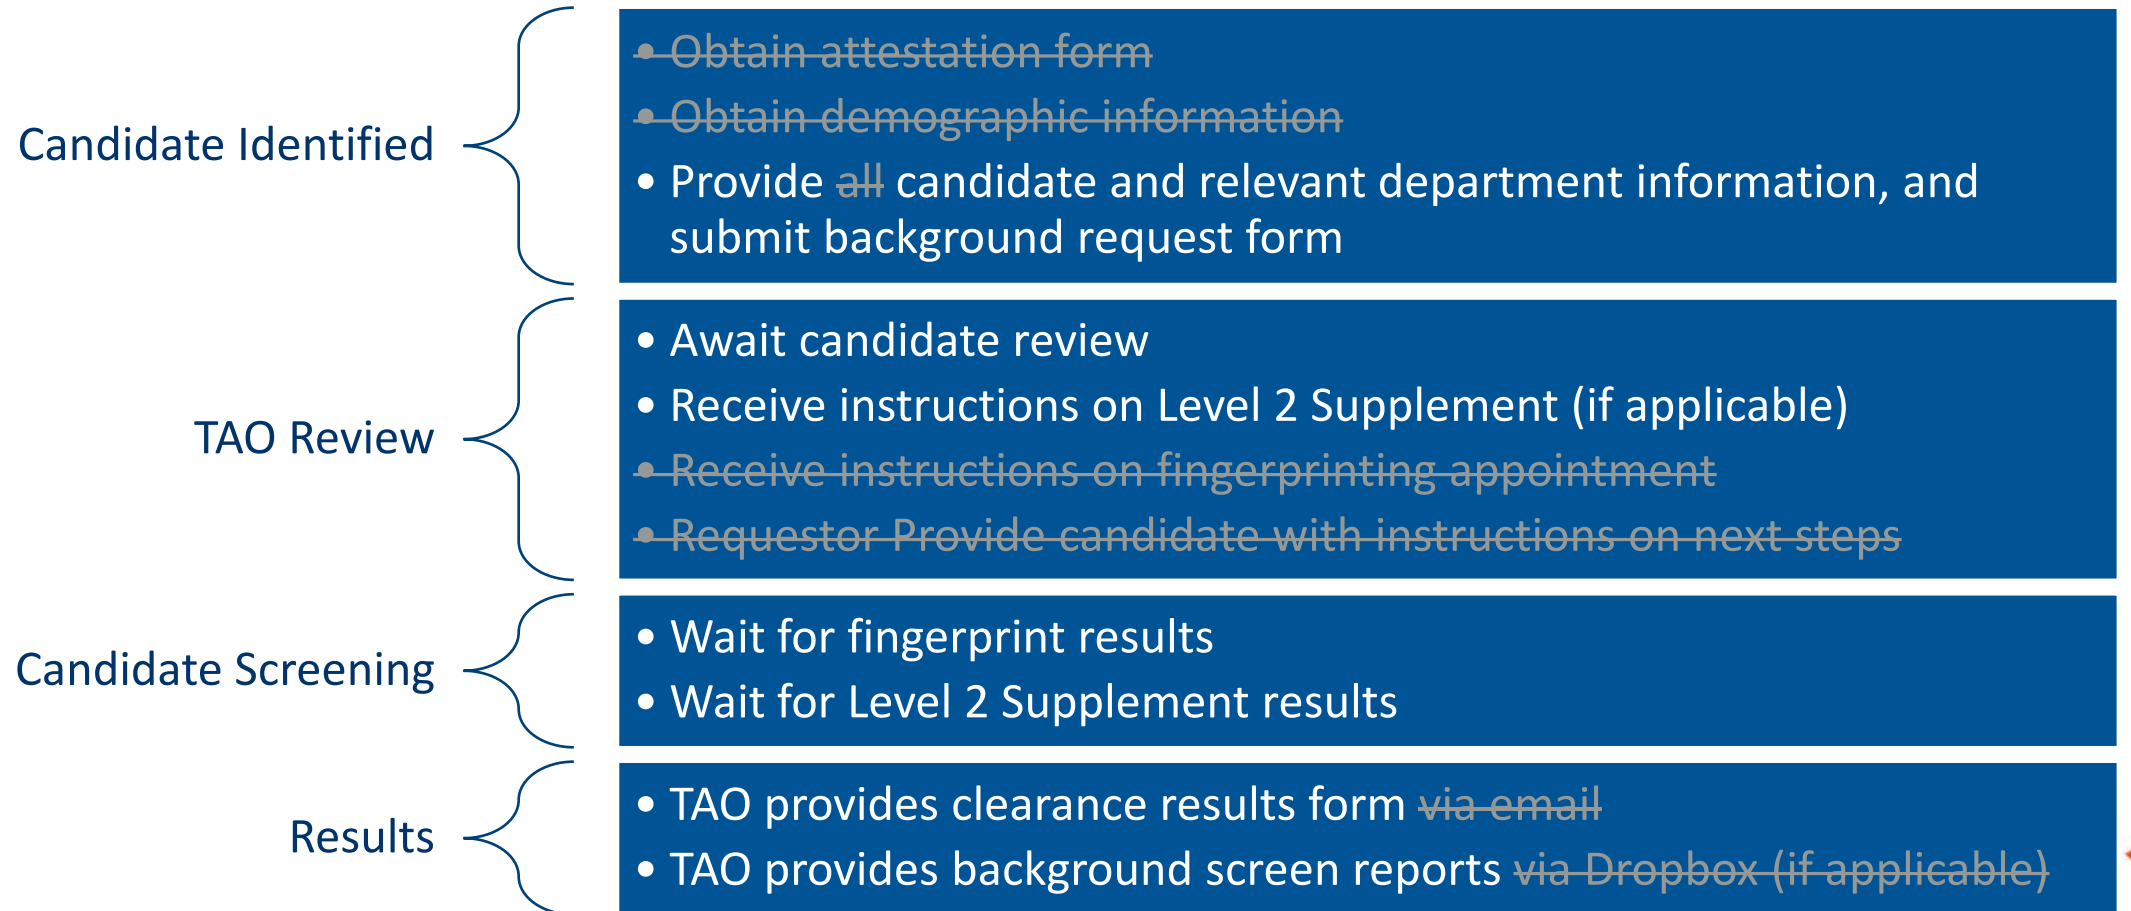 Candidate Identified
• Obtain attestation form
• Obtain demographic information
• Provide all candidate and relevant department information, and
submit background request form
TAO Review
• Await candidate review
• Receive instructions on Level 2 Supplement (if applicable)
• Receive instructions on fingerprinting appointment
• Requestor Provide candidate with instructions on next steps
Candidate Screening
• Wait for fingerprint results
• Wait for Level 2 Supplement results
Results
• TAO provides clearance results form via email
• TAO provides background screen reports via Dropbox (if applicable)